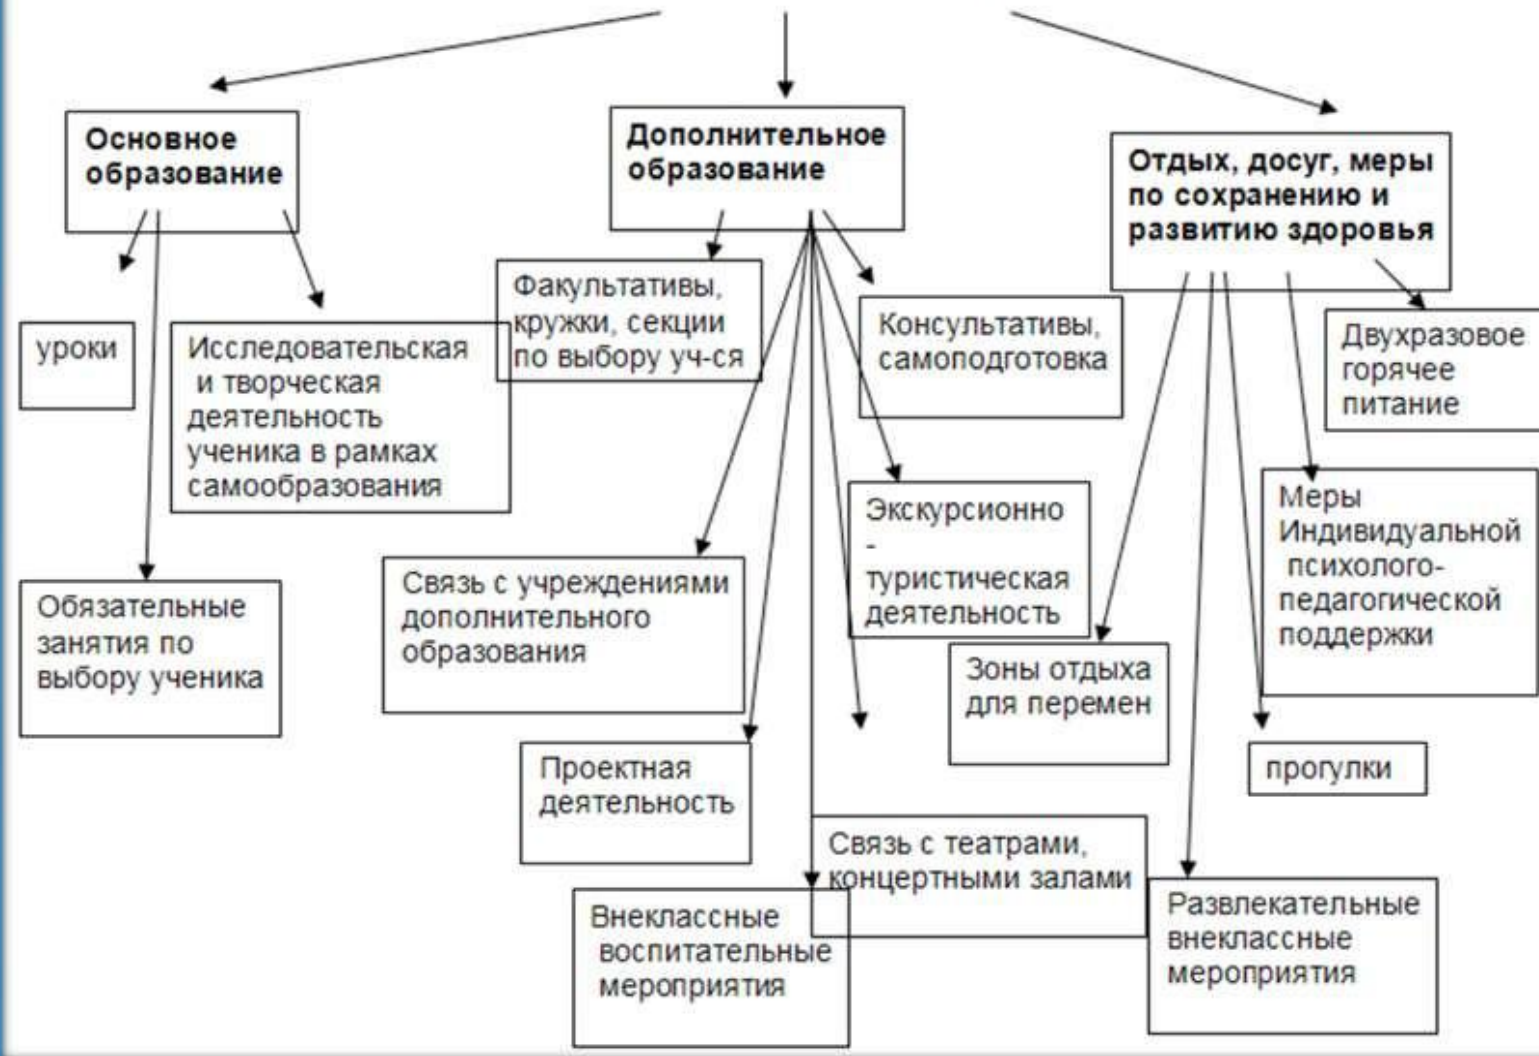 Основное
образование
Дополнительное
образование
Отдых, досуг, меры
по сохранению и
развитию здоровья
уроки
Исследовательская
и творческая
деятельность
ученика в рамках
самообразования
Обязательные
занятия по
выбору ученика
Факультативы,
кружки, секции
по выбору уч-ся
Консультативы,
самоподготовка
Связь с учреждениями
дополнительного
образования
Экскурсионно
-
туристическая
деятельность
Проектная
деятельность
Связь с театрами,
концертными залами
Внеклассные
воспитательные
мероприятия
Двухразовое
горячее
питание
Меры
Индивидуальной
психолого-
педагогической
поддержки
Зоны отдыха
для перемен
прогулки
Развлекательные
внеклассные
мероприятия